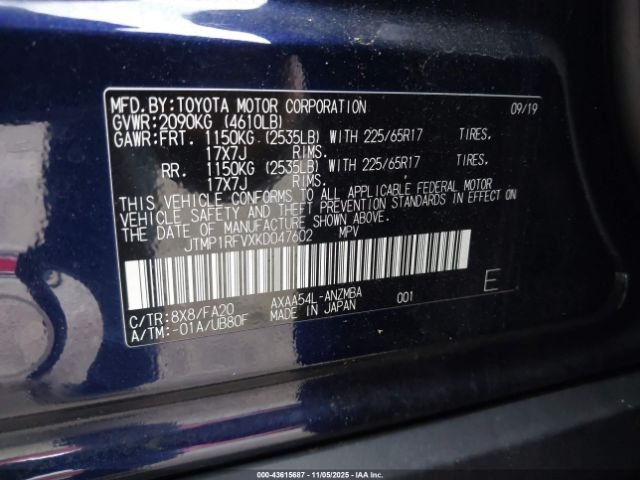 MFD.BY:TOYOTA MOTOR CORPORATION 09/19
GVWR:2090KG (4610LB)
GAWR:FRT. 1150KG (2535LB) WITH 225/65R17 TIRES.
17X7J RIMS.
RR. 1150KG (2535LB) WITH 225/65R17 TIRES.
17X7J RIMS.
THIS VEHICLE CONFORMS TO ALL APPLICABLE FEDERAL MOTOR
VEHICLE SAFETY AND THEFT PREVENTION STANDARDS IN EFFECT ON
THE DATE OF MANUFACTURE SHOWN ABOVE.
JTMP1RFVXKD047602 MPV
C/TR:8X8/FA20 AXAA54L-ANZMBA 001 E
A/TM:-01A/UB80F MADE IN JAPAN
000-43615687 - 11/05/2025 - IAAI.COM